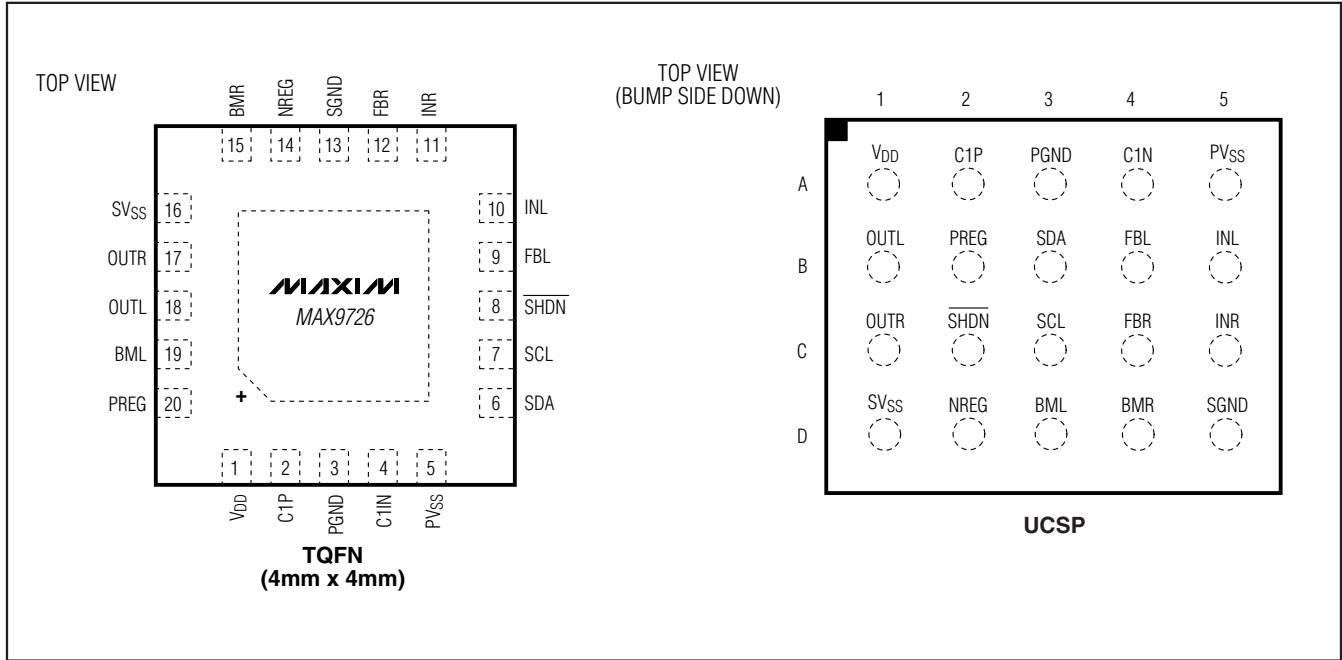 TOP VIEW
BMR NREG SGND FBR INR
15 14 13 12 11
SVSS 16
OUTR 17
OUTL 18
BML 19
PREG 20
10 INL
9 FBL
8 SHDN
7 SCL
6 SDA
MAXIM
MAX9726
+
1 2 3 4 5
VDD C1P PGND C1IN PVSS
TQFN
(4mm x 4mm)
TOP VIEW
(BUMP SIDE DOWN)
1 2 3 4 5
VDD C1P PGND C1N PVSS
A
OUTL PREG SDA FBL INL
B
OUTR SHDN SCL FBR INR
C
SVSS NREG BML BMR SGND
D
UCSP